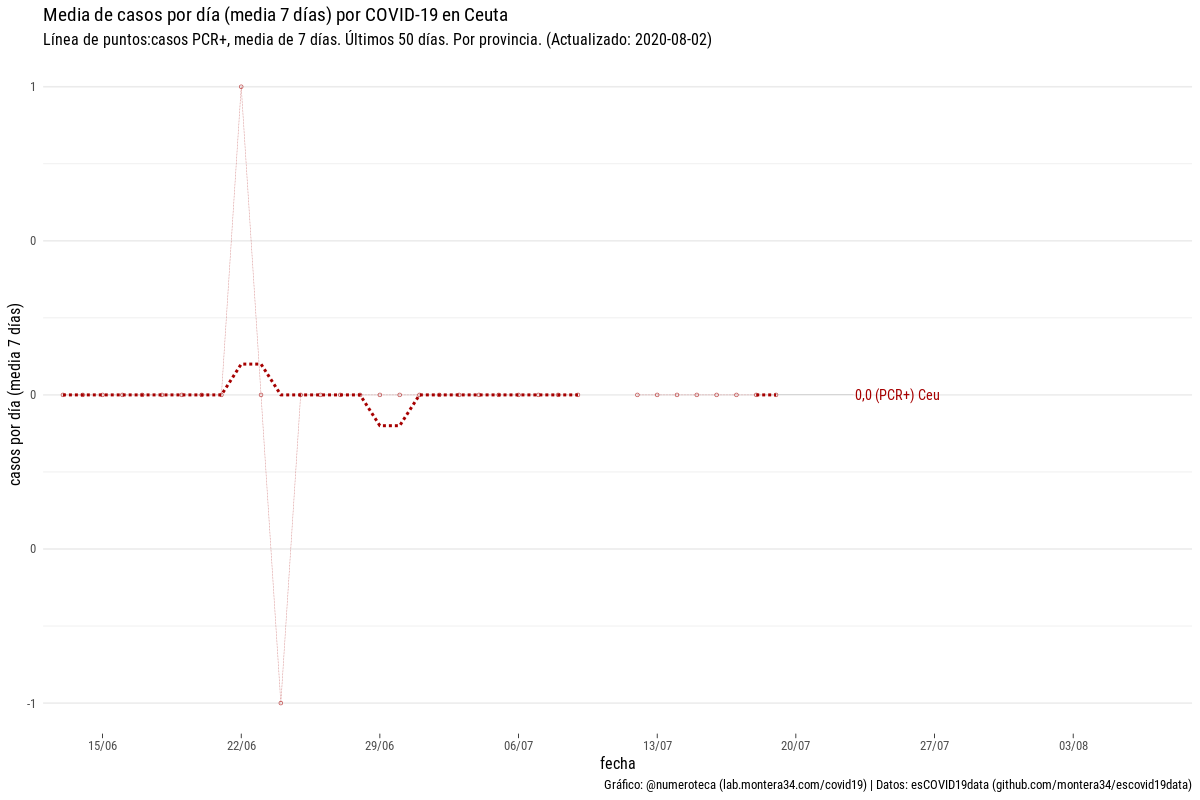 Media de casos por día (media 7 días) por COVID-19 en Ceuta
Línea de puntos:casos PCR+, media de 7 días. Últimos 50 días. Por provincia. (Actualizado: 2020-08-02)
casos por día (media 7 días)
1
0
0
0
-1
0,0 (PCR+) Ceu
15/06
22/06
29/06
06/07
13/07
20/07
27/07
03/08
fecha
Gráfico: @numeroteca (lab.montera34.com/covid19) | Datos: esCOVID19data (github.com/montera34/escovid19data)